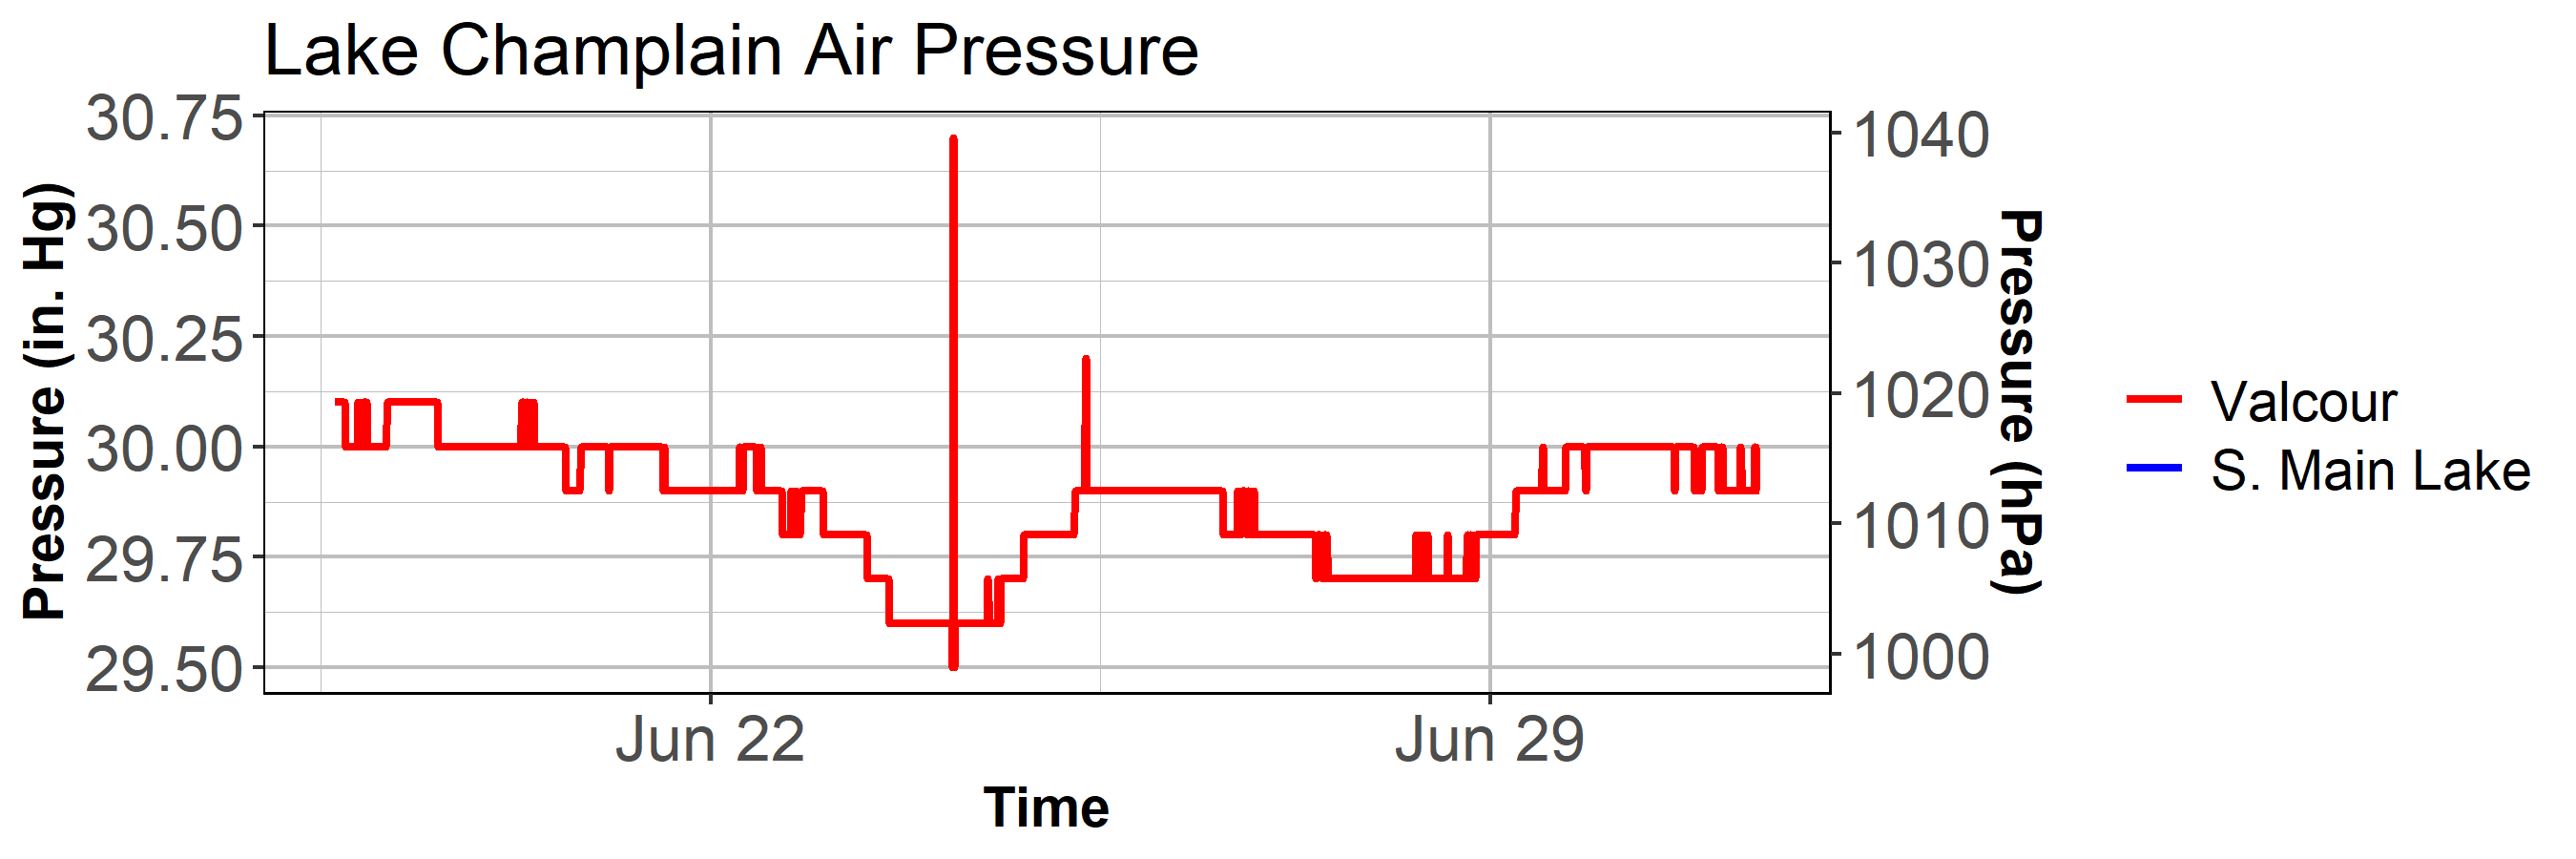 Lake Champlain Air Pressure
Pressure (in. Hg)
30.75
30.50
30.25
30.00
29.75
29.50
1040
1030
1020
1010
1000
Pressure (hPa)
Jun 22
Jun 29
Time
Valcour
S. Main Lake